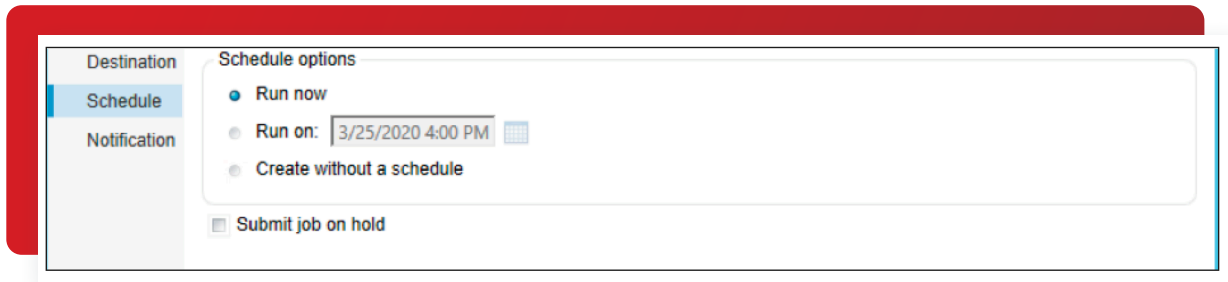 Destination
Schedule
Notification
Schedule options
Run now
Run on: 3/25/2020 4:00 PM
Create without a schedule
Submit job on hold